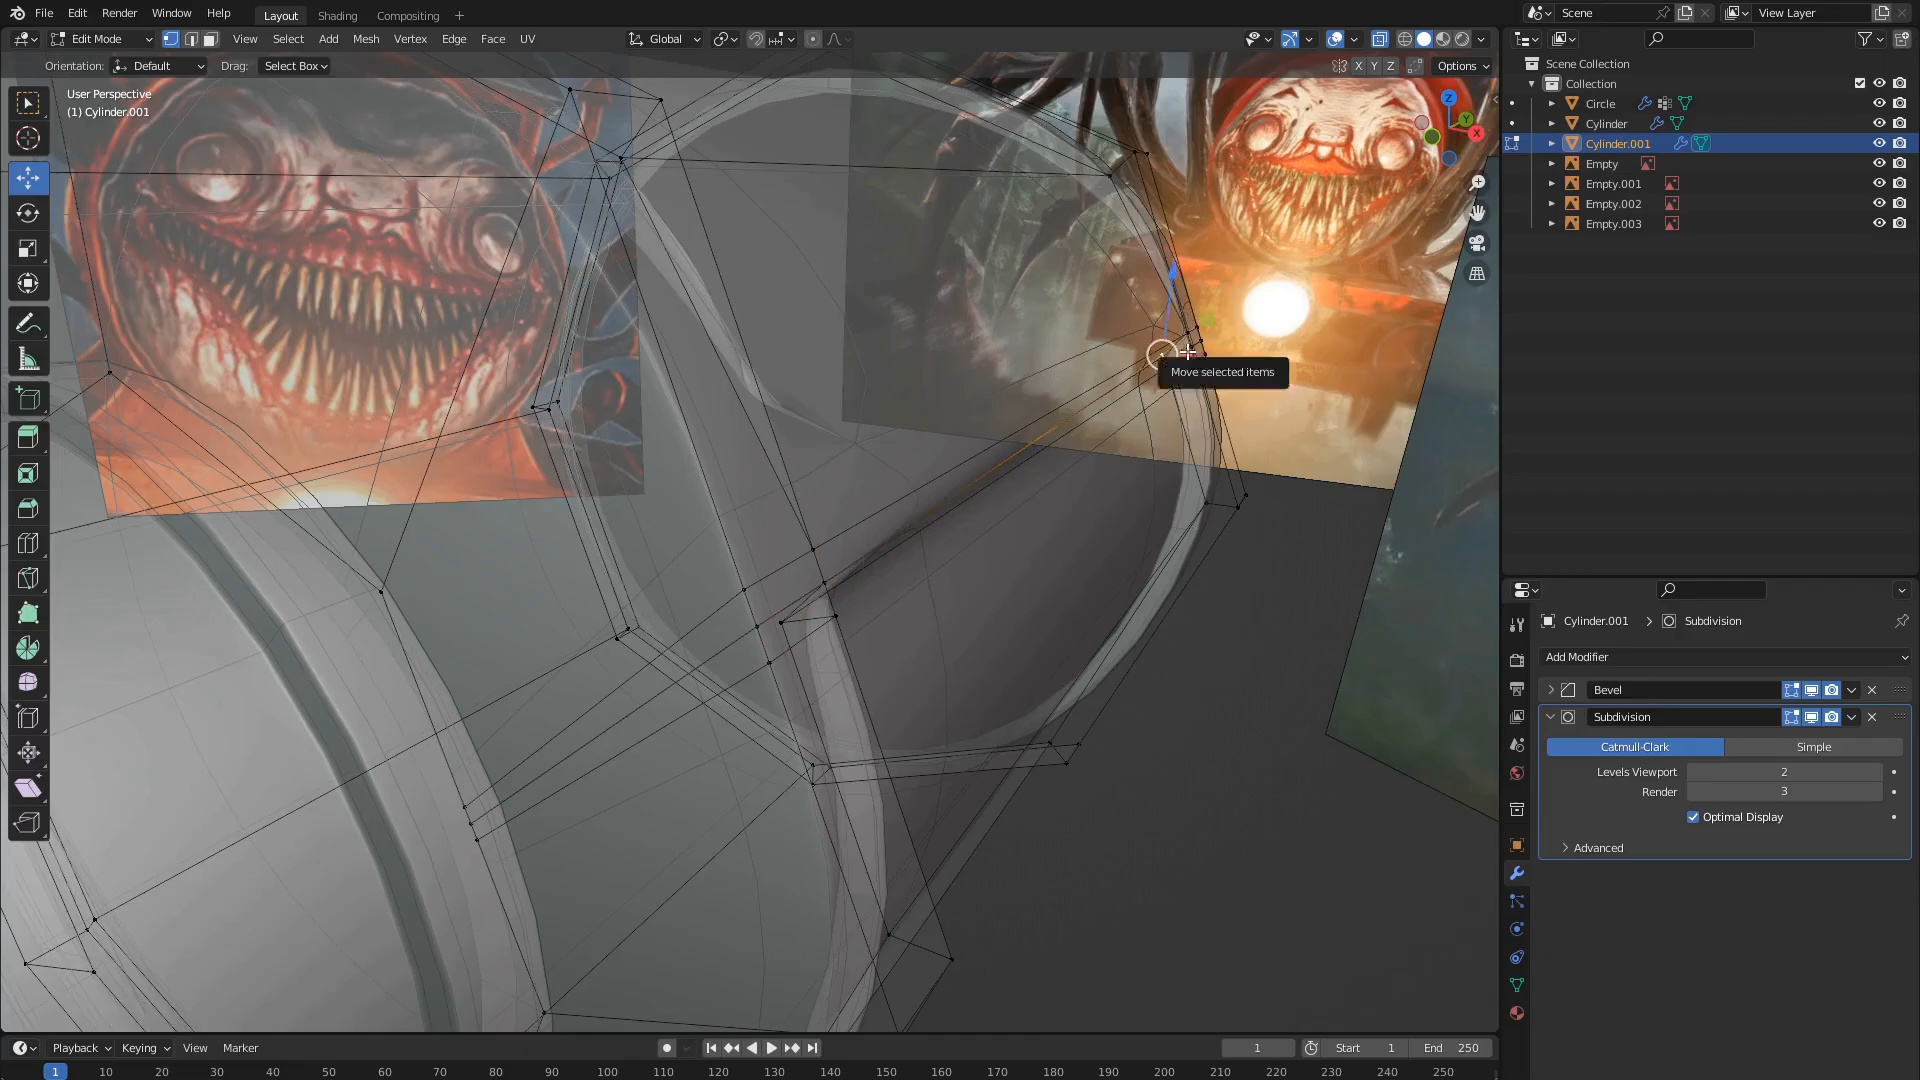 File Edit Render Window Help Layout Shading Compositing + Scene View Layer
Edit Mode View Select Add Mesh Vertex Edge Face UV Global
Orientation: Default Drag: Select Box X Y Z Options
User Perspective
(1) Cylinder.001
Z
Y
X
Move selected items
Scene Collection
Collection
Circle
Cylinder
Cylinder.001
Empty
Empty.001
Empty.002
Empty.003
Cylinder.001 Subdivision
Add Modifier
Bevel
Subdivision
Catmull-Clark Simple
Levels Viewport 2
Render 3
Optimal Display
Advanced
Playback Keying View Marker 1 Start 1 End 250
1 10 20 30 40 50 60 70 80 90 100 110 120 130 140 150 160 170 180 190 200 210 220 230 240 250